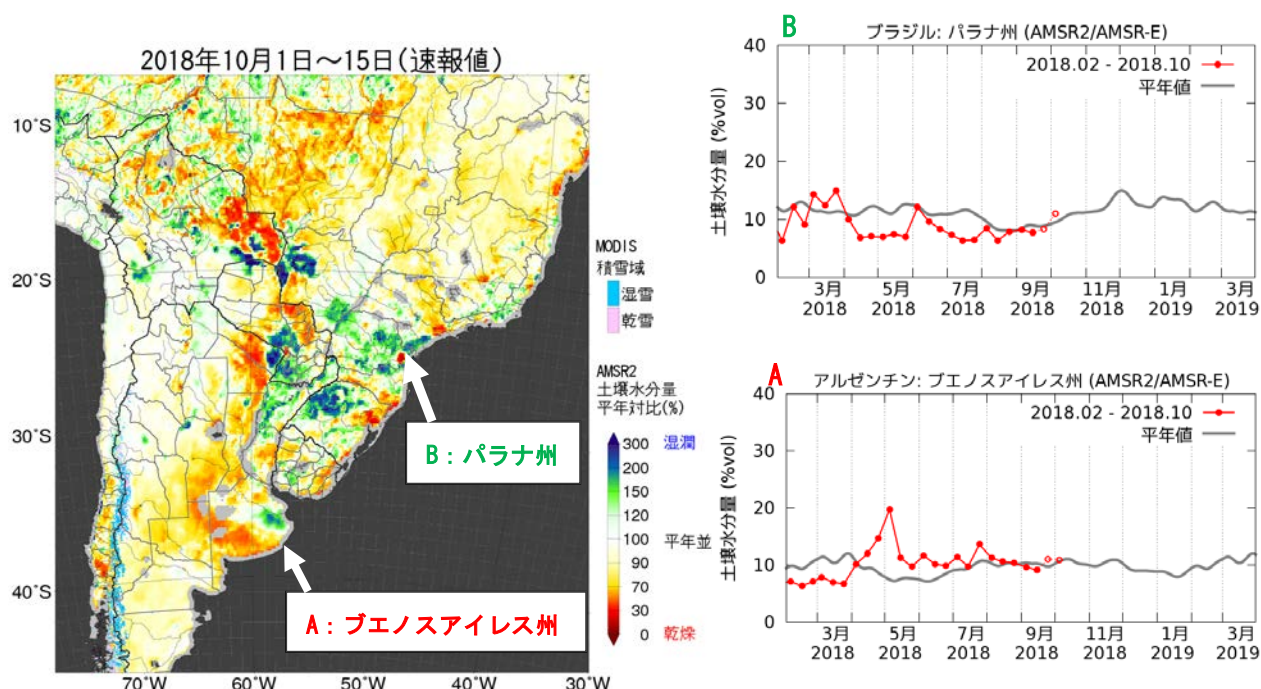 2018年10月1日～15日(速報値)
10°S
20°S
30°S
40°S
70°W
60°W
50°W
40°W
30°W
B：パラナ州
A：ブエノスアイレス州
MODIS
積雪域
湿雪
乾雪
AMSR2
土壌水分量
平年対比(%)
300 湿潤
200
150
120
100 平年並
90
70
30
0 乾燥
B
ブラジル: パラナ州 (AMSR2/AMSR-E)
2018.02 - 2018.10
平年値
土壌水分量 (%vol)
40
30
20
10
0
3月 5月 7月 9月 11月 1月 3月
2018 2018 2018 2018 2018 2019 2019
A
アルゼンチン: ブエノスアイレス州 (AMSR2/AMSR-E)
2018.02 - 2018.10
平年値
土壌水分量 (%vol)
40
30
20
10
0
3月 5月 7月 9月 11月 1月 3月
2018 2018 2018 2018 2018 2019 2019